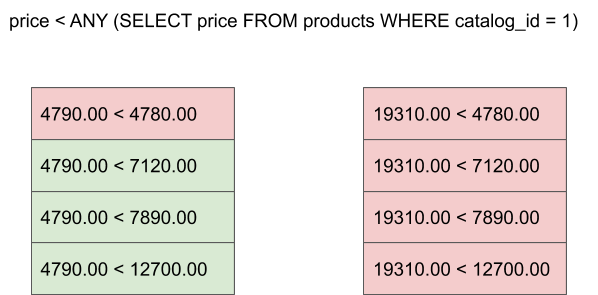 price < ANY (SELECT price FROM products WHERE catalog_id = 1)
4790.00 < 4780.00
4790.00 < 7120.00
4790.00 < 7890.00
4790.00 < 12700.00
19310.00 < 4780.00
19310.00 < 7120.00
19310.00 < 7890.00
19310.00 < 12700.00